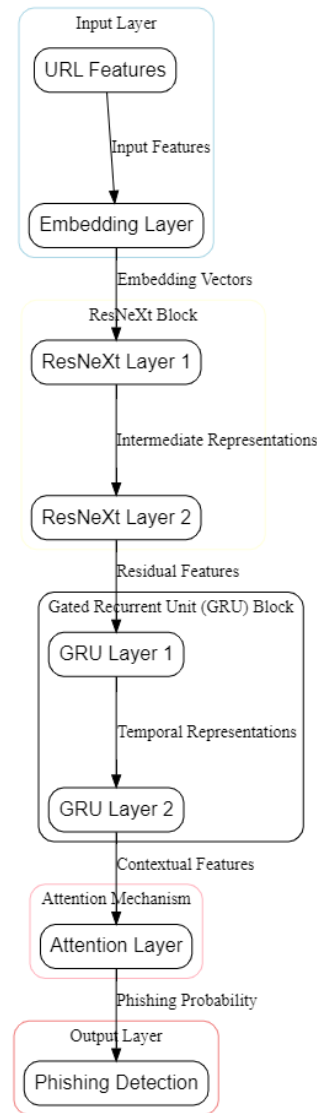 Input Layer
URL Features
Input Features
Embedding Layer
Embedding Vectors
ResNeXt Block
ResNeXt Layer 1
Intermediate Representations
ResNeXt Layer 2
Residual Features
Gated Recurrent Unit (GRU) Block
GRU Layer 1
Temporal Representations
GRU Layer 2
Contextual Features
Attention Mechanism
Attention Layer
Phishing Probability
Output Layer
Phishing Detection